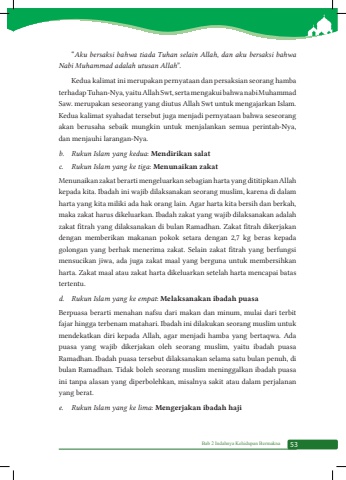 "Aku bersaksi bahwa tiada Tuhan selain Allah, dan aku bersaksi bahwa
Nabi Muhammad adalah utusan Allah".
Kedua kalimat ini merupakan pernyataan dan persaksian seorang hamba
terhadap Tuhan-Nya, yaitu Allah Swt, serta mengakui bahwa nabi Muhammad
Saw. merupakan seseorang yang diutus Allah Swt untuk mengajarkan Islam.
Kedua kalimat syahadat tersebut juga menjadi pernyataan bahwa seseorang
akan berusaha sebaik mungkin untuk menjalankan semua perintah-Nya,
dan menjauhi larangan-Nya.
b. Rukun Islam yang kedua: Mendirikan salat
c. Rukun Islam yang ke tiga: Menunaikan zakat
Menunaikan zakat berarti mengeluarkan sebagian harta yang dititipkan Allah
kepada kita. Ibadah ini wajib dilaksanakan seorang muslim, karena di dalam
harta yang kita miliki ada hak orang lain. Agar harta kita bersih dan berkah,
maka zakat harus dikeluarkan. Ibadah zakat yang wajib dilaksanakan adalah
zakat fitrah yang dilaksanakan di bulan Ramadhan. Zakat fitrah dikerjakan
dengan memberikan makanan pokok setara dengan 2,7 kg beras kepada
golongan yang berhak menerima zakat. Selain zakat fitrah yang berfungsi
mensucikan jiwa, ada juga zakat maal yang berguna untuk membersihkan
harta. Zakat maal atau zakat harta dikeluarkan setelah harta mencapai batas
tertentu.
d. Rukun Islam yang ke empat: Melaksanakan ibadah puasa
Berpuasa berarti menahan nafsu dari makan dan minum, mulai dari terbit
fajar hingga terbenam matahari. Ibadah ini dilakukan seorang muslim untuk
mendekatkan diri kepada Allah, agar menjadi hamba yang bertaqwa. Ada
puasa yang wajib dikerjakan oleh seorang muslim, yaitu ibadah puasa
Ramadhan. Ibadah puasa tersebut dilaksanakan selama satu bulan penuh, di
bulan Ramadhan. Tidak boleh seorang muslim meninggalkan ibadah puasa
ini tanpa alasan yang diperbolehkan, misalnya sakit atau dalam perjalanan
yang berat.
e. Rukun Islam yang ke lima: Mengerjakan ibadah haji
Bab 2 Indahnya Kehidupan Bermakna
53